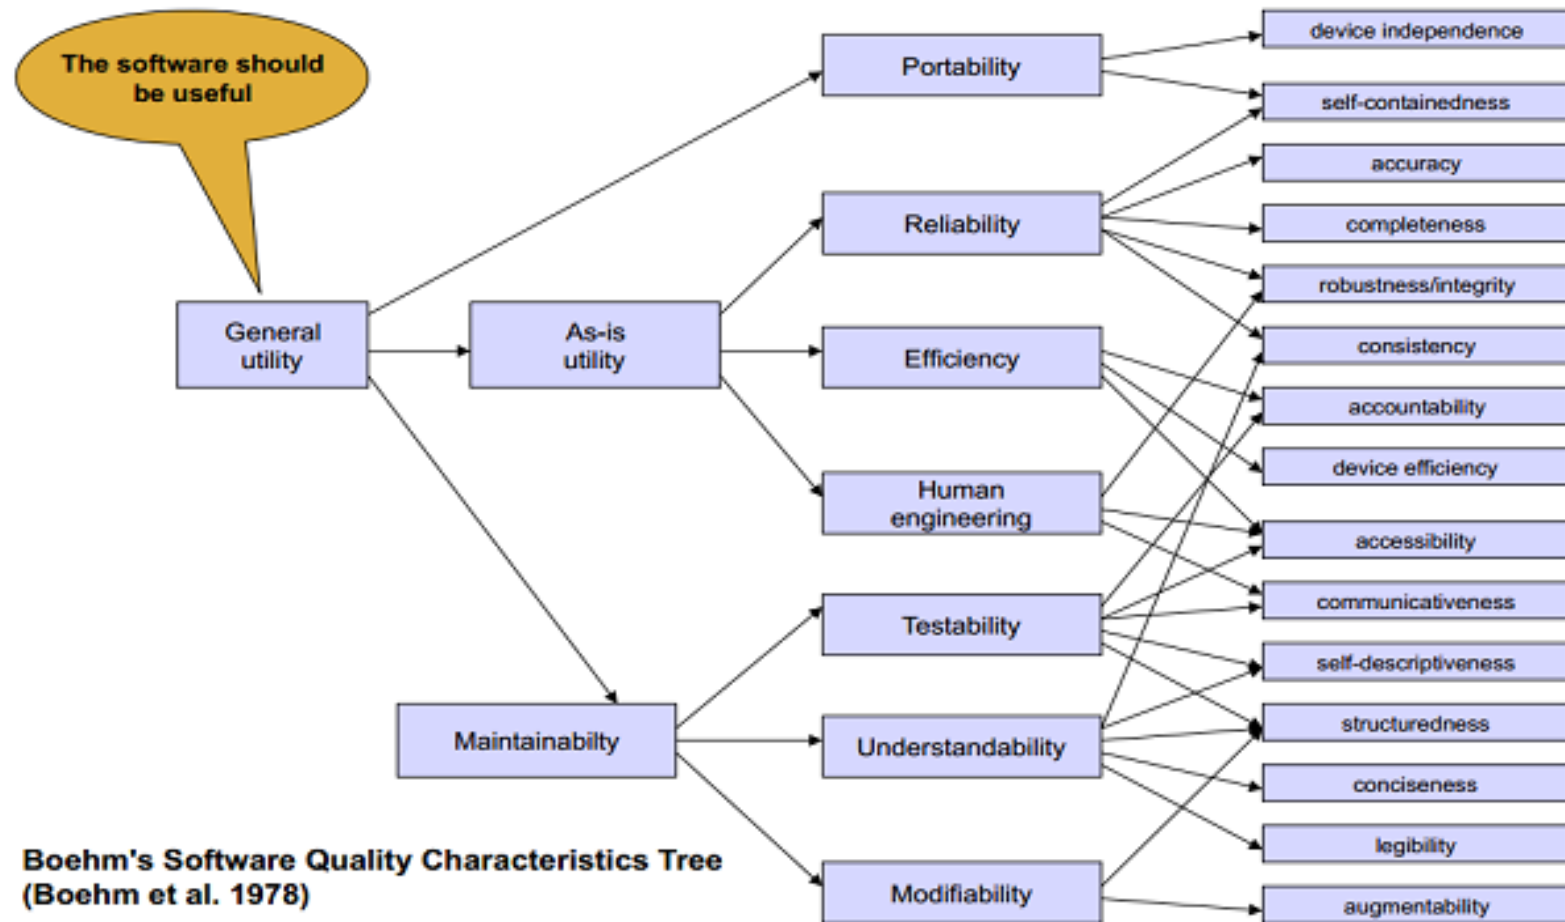 The software should
be useful
General
utility
As-is
utility
Maintainabilty
Portability
Reliability
Efficiency
Human
engineering
Testability
Understandability
Modifiability
device independence
self-containedness
accuracy
completeness
robustness/integrity
consistency
accountability
device efficiency
accessibility
communicativeness
self-descriptiveness
structuredness
conciseness
legibility
augmentability
Boehm's Software Quality Characteristics Tree
(Boehm et al. 1978)